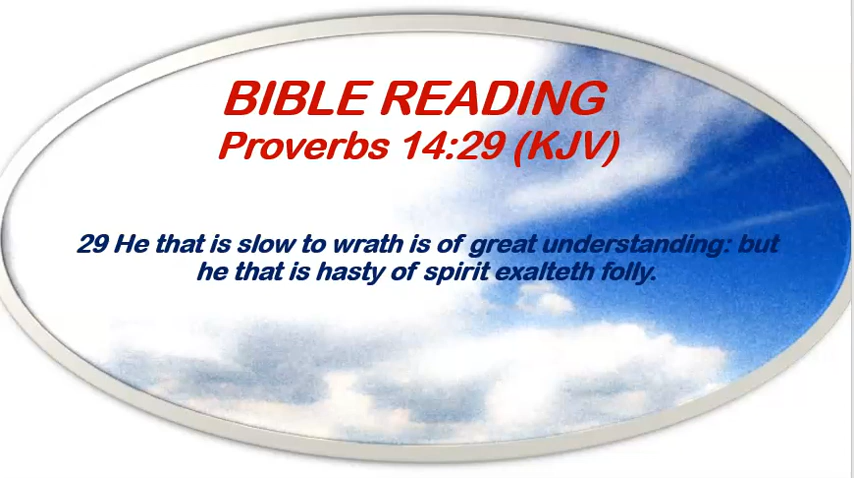 BIBLE READING
Proverbs 14:29 (KJV)
29 He that is slow to wrath is of great understanding: but
he that is hasty of spirit exalteth folly.